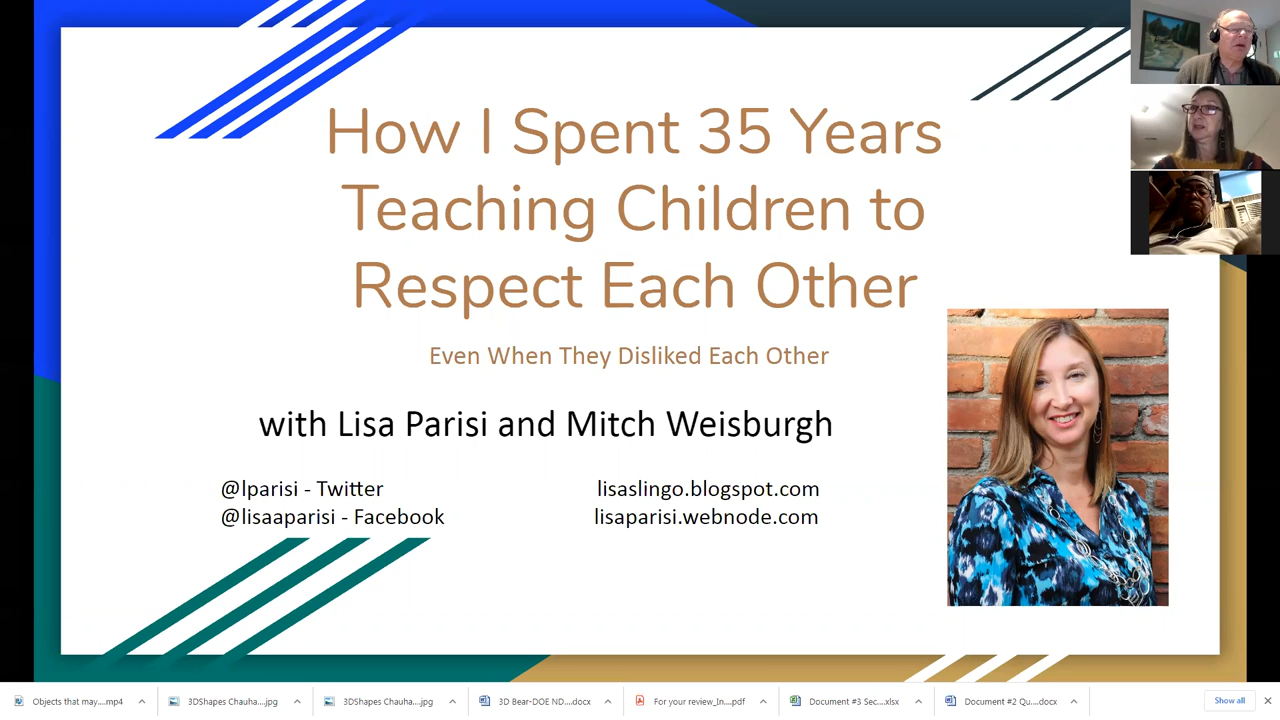 How I Spent 35 Years
Teaching Children to
Respect Each Other
Even When They Disliked Each Other
with Lisa Parisi and Mitch Weisburgh
@lparisi - Twitter
lisaslingo.blogspot.com
@lisaaparisi - Facebook
lisaparisi.webnode.com
Objects that may....mp4
3DShapes Chauha....jpg
3DShapes Chauha....jpg
3D Bear-DOE ND....docx
For your review_In....pdf
Document #3 Sec....xlsx
Document #2 Qu....docx
Show all